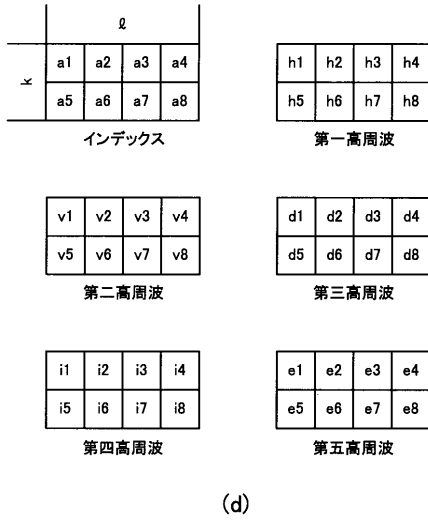 ℓ
k
a1 a2 a3 a4
a5 a6 a7 a8
インデックス
h1 h2 h3 h4
h5 h6 h7 h8
第一高周波
v1 v2 v3 v4
v5 v6 v7 v8
第二高周波
d1 d2 d3 d4
d5 d6 d7 d8
第三高周波
i1 i2 i3 i4
i5 i6 i7 i8
第四高周波
e1 e2 e3 e4
e5 e6 e7 e8
第五高周波
(d)